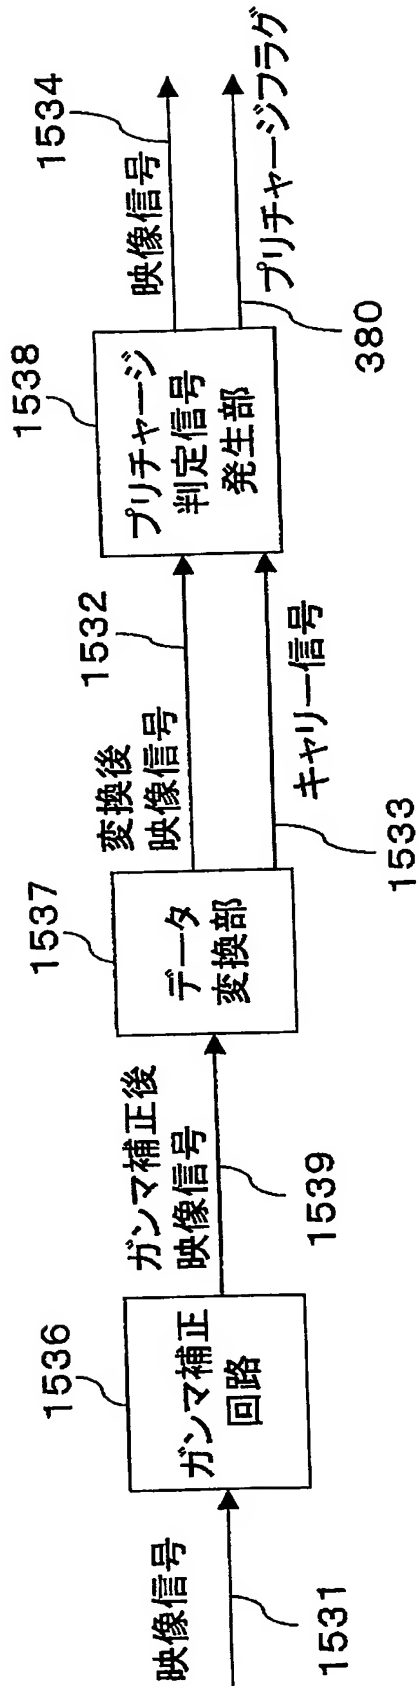 映像信号
1531
1536
ガンマ補正
回路
ガンマ補正後
映像信号
1539
1537
データ
変換部
変換後
映像信号
1532
キャリー信号
1533
1538
プリチャージ
判定信号
発生部
映像信号
1534
プリチャージフラグ
380